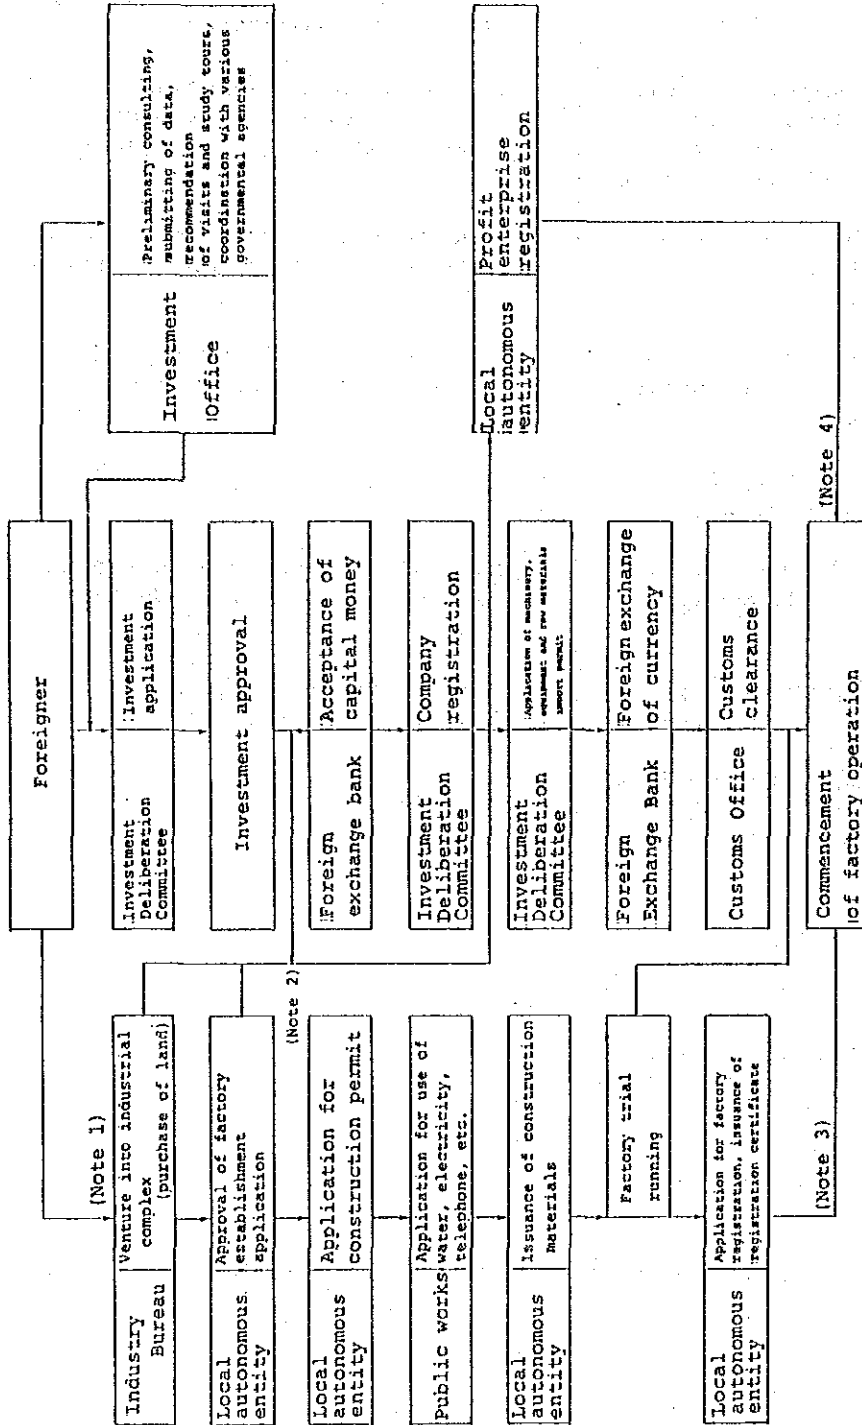 Foreigner
Investment
Office
Preliminary consulting,
submitting of data,
recommendation
of visits and study tours,
coordination with various
governmental agencies
Investment
Deliberation
Committee
Investment
application
Investment approval
Foreign
exchange bank
Acceptance of
capital money
Investment
Deliberation
Committee
Company
registration
Investment
Deliberation
Committee
Application of machinery,
equipment and raw materials
import permit
Foreign
Exchange Bank
Foreign exchange
of currency
Customs Office
Customs
clearance
Commencement
of factory operation
Local
autonomous
entity
Profit
enterprise
registration
(Note 4)
(Note 1)
Industry
Bureau
Venture into industrial
complex
(purchase of land)
Local
autonomous
entity
Approval of factory
establishment
application
(Note 2)
Local
autonomous
entity
Application for
construction permit
Public works
Application for use of
water, electricity,
telephone, etc.
Local
autonomous
entity
Issuance of construction
materials
Factory trial
running
Local
autonomous
entity
Application for factory
registration, issuance of
registration certificate
(Note 3)